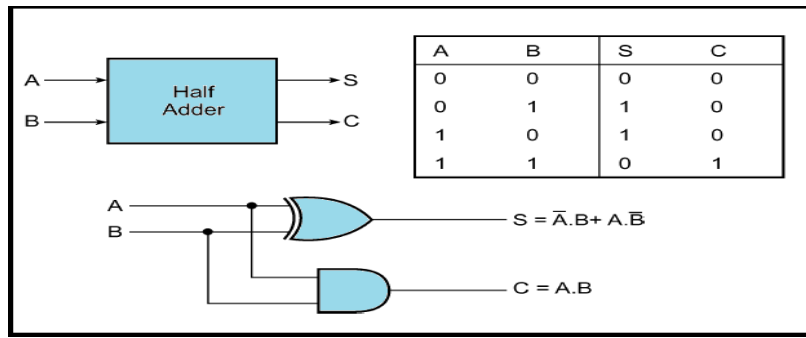 A
B
Half
Adder
S
C
A B S C
0 0 0 0
0 1 1 0
1 0 1 0
1 1 0 1
A
B
S = A̅.B+ A.B̅
C = A.B